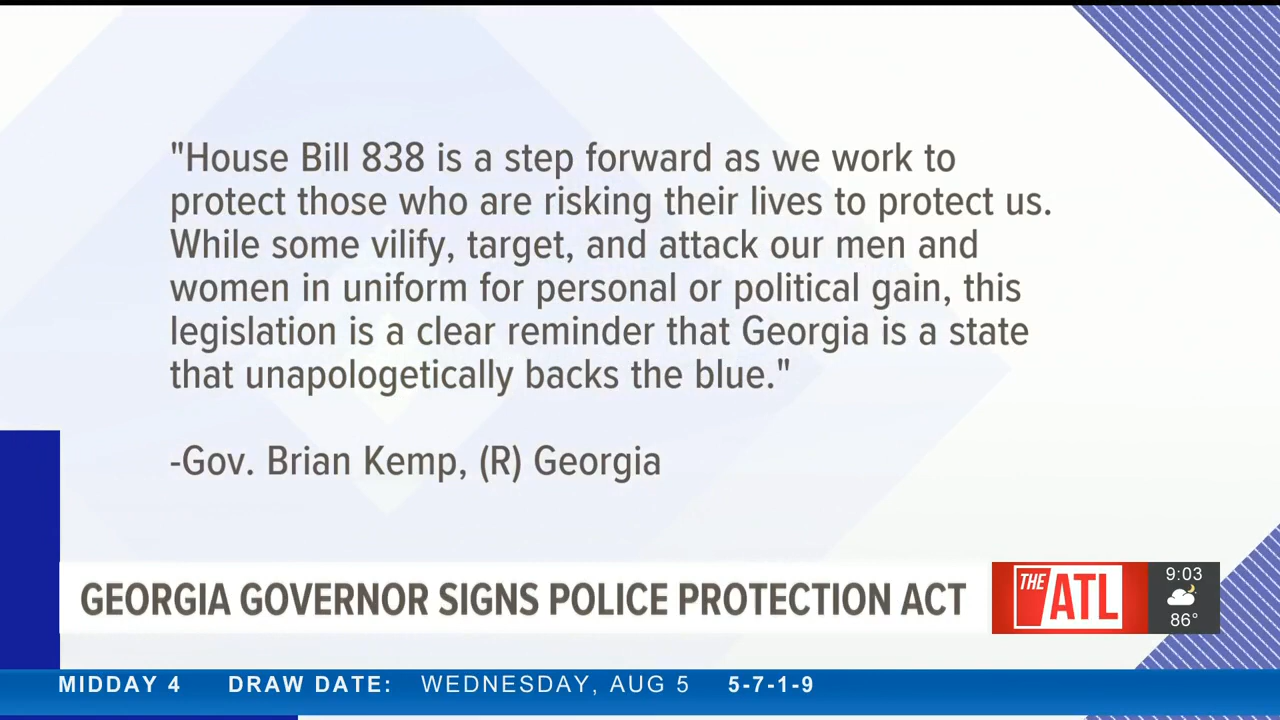 "House Bill 838 is a step forward as we work to
protect those who are risking their lives to protect us.
While some vilify, target, and attack our men and
women in uniform for personal or political gain, this
legislation is a clear reminder that Georgia is a state
that unapologetically backs the blue."
-Gov. Brian Kemp, (R) Georgia
GEORGIA GOVERNOR SIGNS POLICE PROTECTION ACT
THE ATL
9:03
86°
MIDDAY 4 DRAW DATE: WEDNESDAY, AUG 5 5-7-1-9